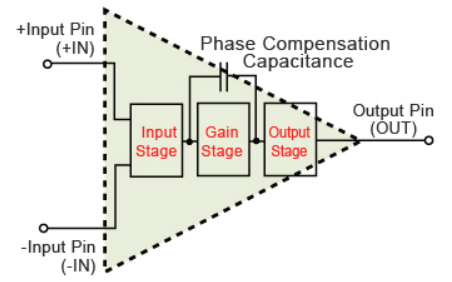 +Input Pin
(+IN)
Phase Compensation
Capacitance
Output Pin
(OUT)
Input
Stage
Gain
Stage
Output
Stage
-Input Pin
(-IN)